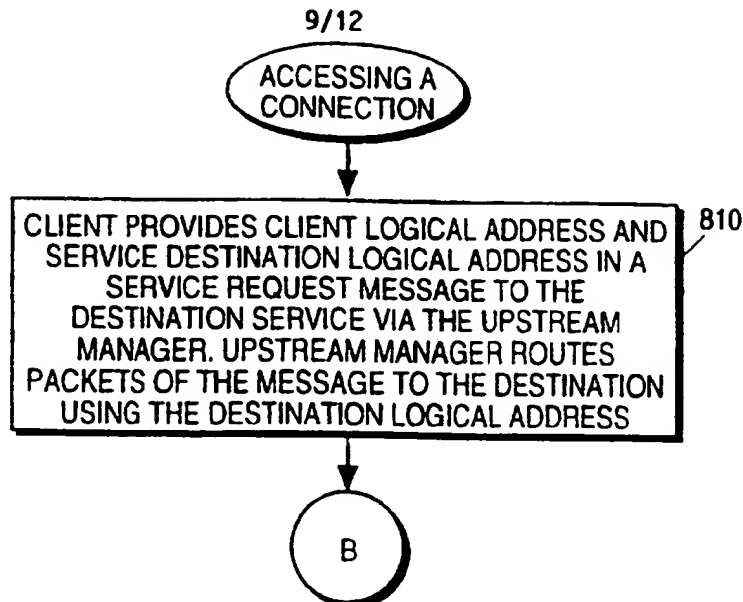 9/12
ACCESSING A
CONNECTION
CLIENT PROVIDES CLIENT LOGICAL ADDRESS AND
SERVICE DESTINATION LOGICAL ADDRESS IN A
SERVICE REQUEST MESSAGE TO THE
DESTINATION SERVICE VIA THE UPSTREAM
MANAGER. UPSTREAM MANAGER ROUTES
PACKETS OF THE MESSAGE TO THE DESTINATION
USING THE DESTINATION LOGICAL ADDRESS
810
B